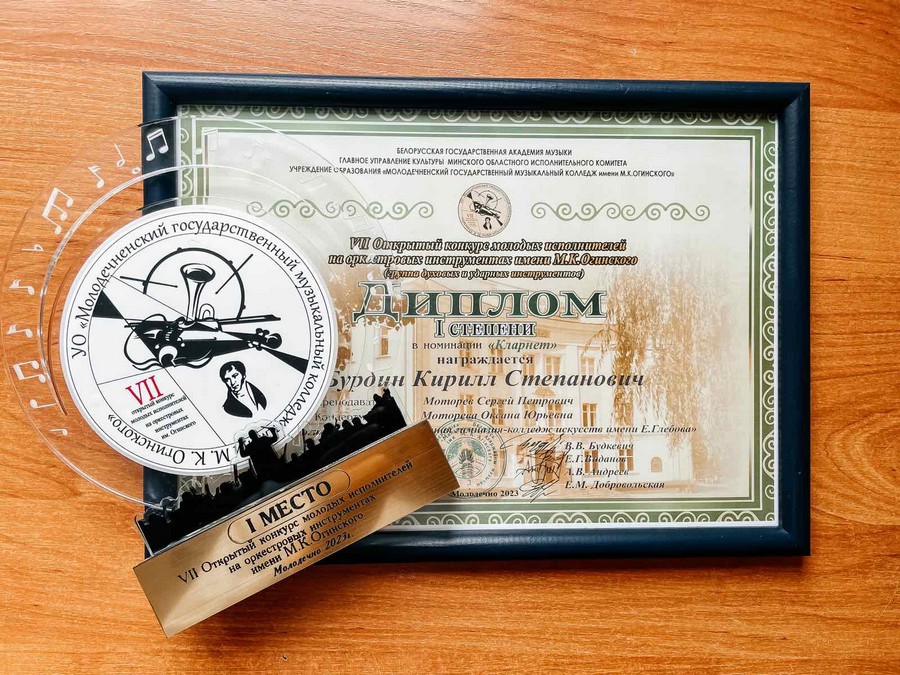 БЕЛОРУССКАЯ ГОСУДАРСТВЕННАЯ АКАДЕМИЯ МУЗЫКИ
ГЛАВНОЕ УПРАВЛЕНИЕ КУЛЬТУРЫ МИНСКОГО ОБЛАСТНОГО ИСПОЛНИТЕЛЬНОГО КОМИТЕТА
УЧРЕЖДЕНИЕ ОБРАЗОВАНИЯ «МОЛОДЕЧНЕНСКИЙ ГОСУДАРСТВЕННЫЙ МУЗЫКАЛЬНЫЙ КОЛЛЕДЖ имени М.К.ОГИНСКОГО»
VII Открытый конкурс молодых исполнителей
на оркестровых инструментах имени М.К.Огинского
(группа духовых и ударных инструментов)
Диплом
I СТЕПЕНИ
в номинации «Кларнет»
награждается
Бурдин Кирилл Степанович
Моторев Сергей Петрович
Моторева Оксана Юрьевна
гимназия-колледж искусств имени Е.Глебова»
В.В. Будкевич
А.В. Андреев
Е.М. Добровольская
Молодечно 2023
УО «Молодечненский государственный музыкальный колледж
им. М. К. Огинского»
VII
открытый конкурс
молодых исполнителей
на оркестровых
инструментах
им. Огинского
I МЕСТО
VII Открытый конкурс молодых исполнителей
на оркестровых инструментах
имени М.К.Огинского
Молодечно 2023г.